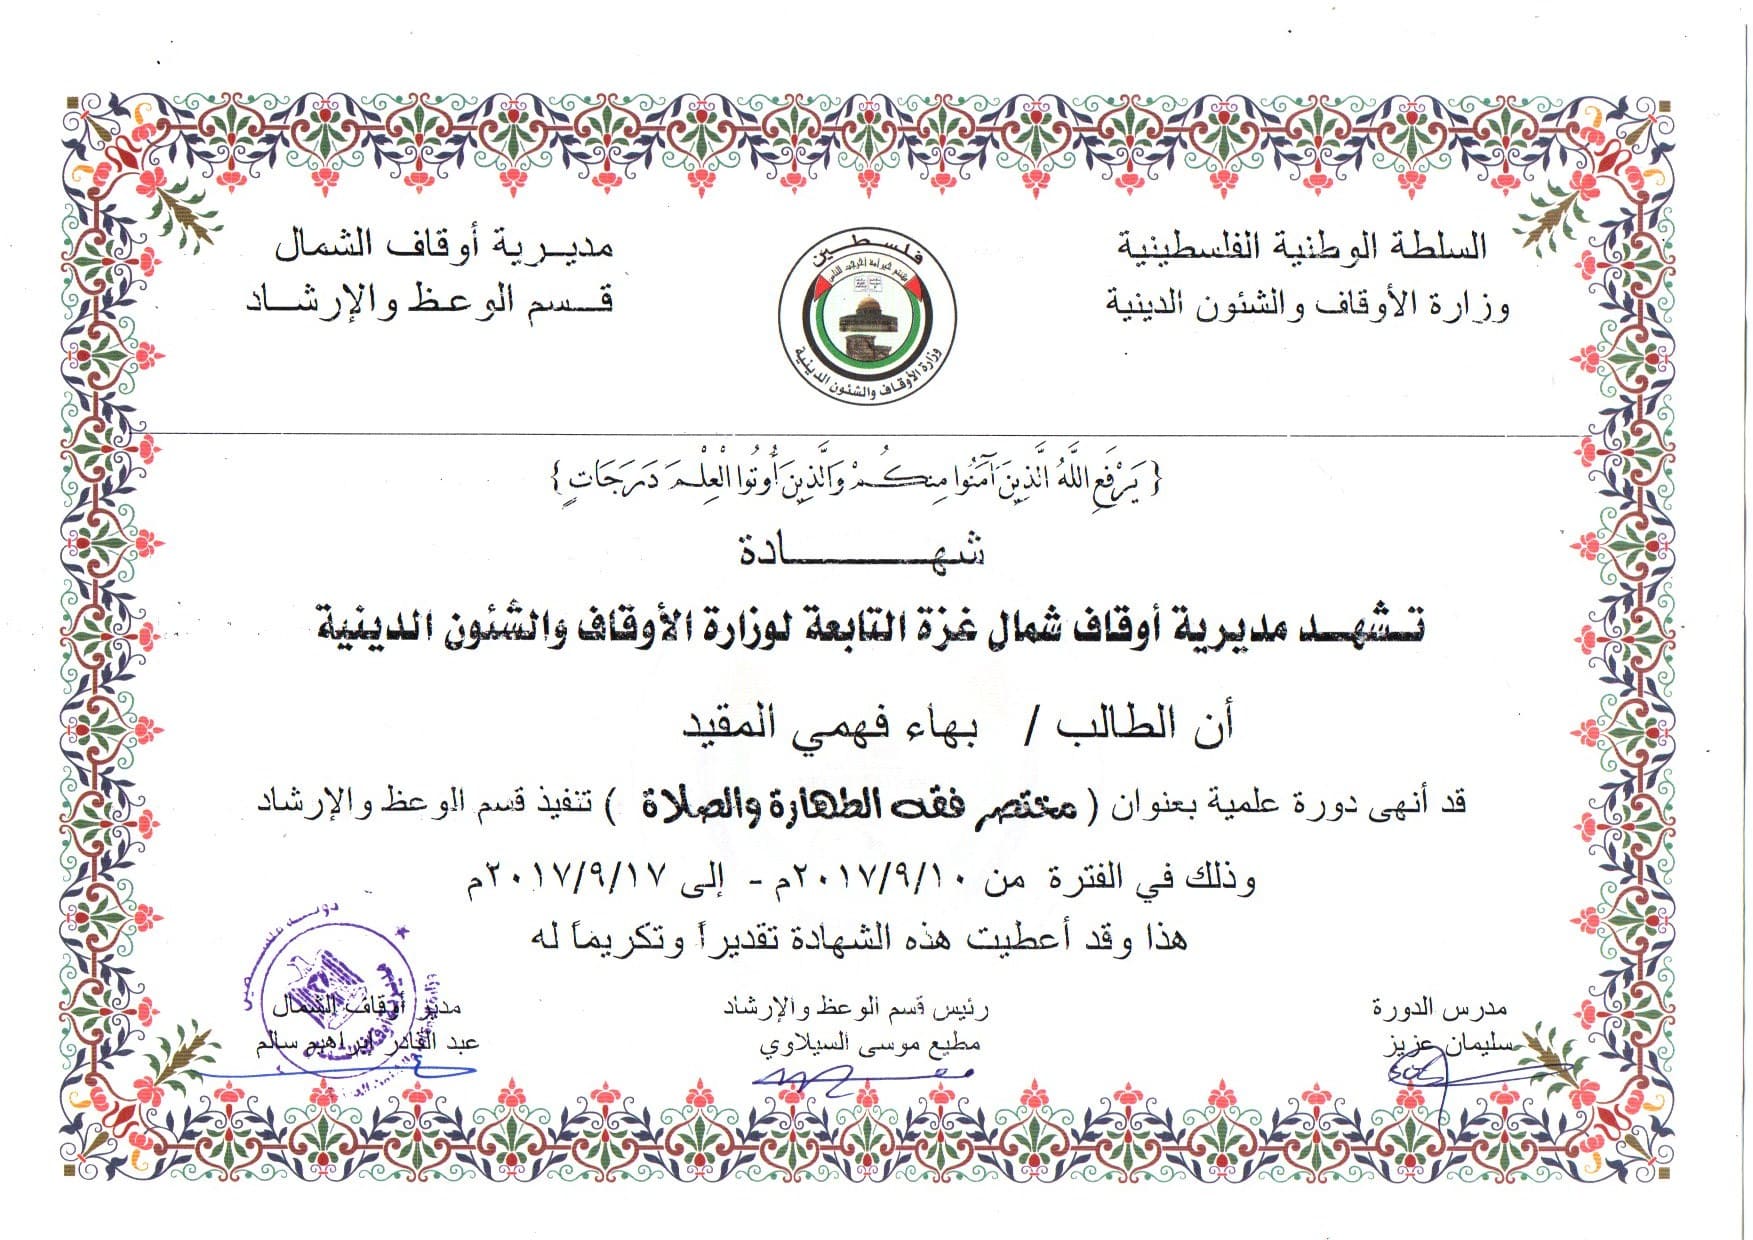 السلطة الوطنية الفلسطينية
وزارة الأوقاف والشئون الدينية
فلسطين
وزارة الأوقاف والشئون الدينية
مديرية أوقاف الشمال
قسم الوعظ والإرشاد
{ يَرْفَعِ اللَّهُ الَّذِينَ آمَنُوا مِنكُمْ وَالَّذِينَ أُوتُوا الْعِلْمَ دَرَجَاتٍ }
شهادة
تشهد مديرية أوقاف شمال غزة التابعة لوزارة الأوقاف والشئون الدينية
أن الطالب / بهاء فهمي المقيد
قد أنهى دورة علمية بعنوان ( مختصر فقه الطهارة والصلاة ) تنفيذ قسم الوعظ والإرشاد
وذلك في الفترة من ٢٠١٧/٩/١٠م - إلى ٢٠١٧/٩/١٧م
هذا وقد أعطيت هذه الشهادة تقديراً وتكريماً له
مدرس الدورة
سليمان عزيز
رئيس قسم الوعظ والإرشاد
مطيع موسى السيلاوي
مدير أوقاف الشمال
عبد القادر ابراهيم سالم